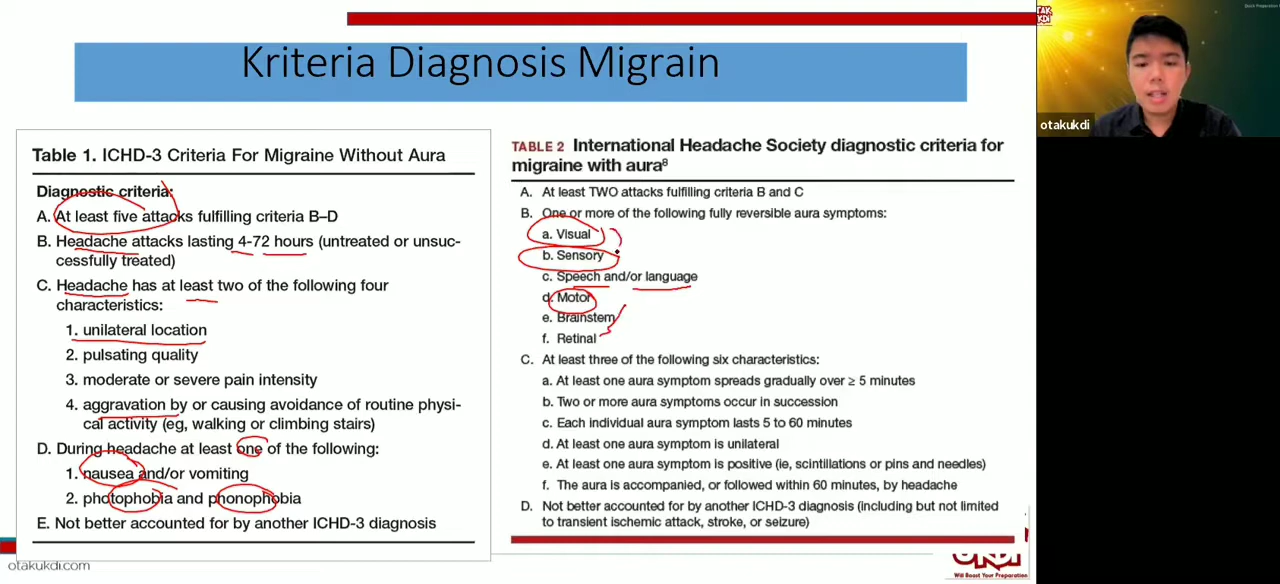 Kriteria Diagnosis Migrain
Table 1. ICHD-3 Criteria For Migraine Without Aura
Diagnostic criteria:
A. At least five attacks fulfilling criteria B–D
B. Headache attacks lasting 4-72 hours (untreated or unsuc-
cessfully treated)
C. Headache has at least two of the following four
characteristics:
1. unilateral location
2. pulsating quality
3. moderate or severe pain intensity
4. aggravation by or causing avoidance of routine physi-
cal activity (eg, walking or climbing stairs)
D. During headache at least one of the following:
1. nausea and/or vomiting
2. photophobia and phonophobia
E. Not better accounted for by another ICHD-3 diagnosis
otakukdi.com
TABLE 2 International Headache Society diagnostic criteria for
migraine with aura⁸
A. At least TWO attacks fulfilling criteria B and C
B. One or more of the following fully reversible aura symptoms:
a. Visual
b. Sensory
c. Speech and/or language
d. Motor
e. Brainstem
f. Retinal
C. At least three of the following six characteristics:
a. At least one aura symptom spreads gradually over ≥ 5 minutes
b. Two or more aura symptoms occur in succession
c. Each individual aura symptom lasts 5 to 60 minutes
d. At least one aura symptom is unilateral
e. At least one aura symptom is positive (ie, scintillations or pins and needles)
f. The aura is accompanied, or followed within 60 minutes, by headache
D. Not better accounted for by another ICHD-3 diagnosis (including but not limited
to transient ischemic attack, stroke, or seizure)
UKDI
Will Boost Your Preparation
otakukdi